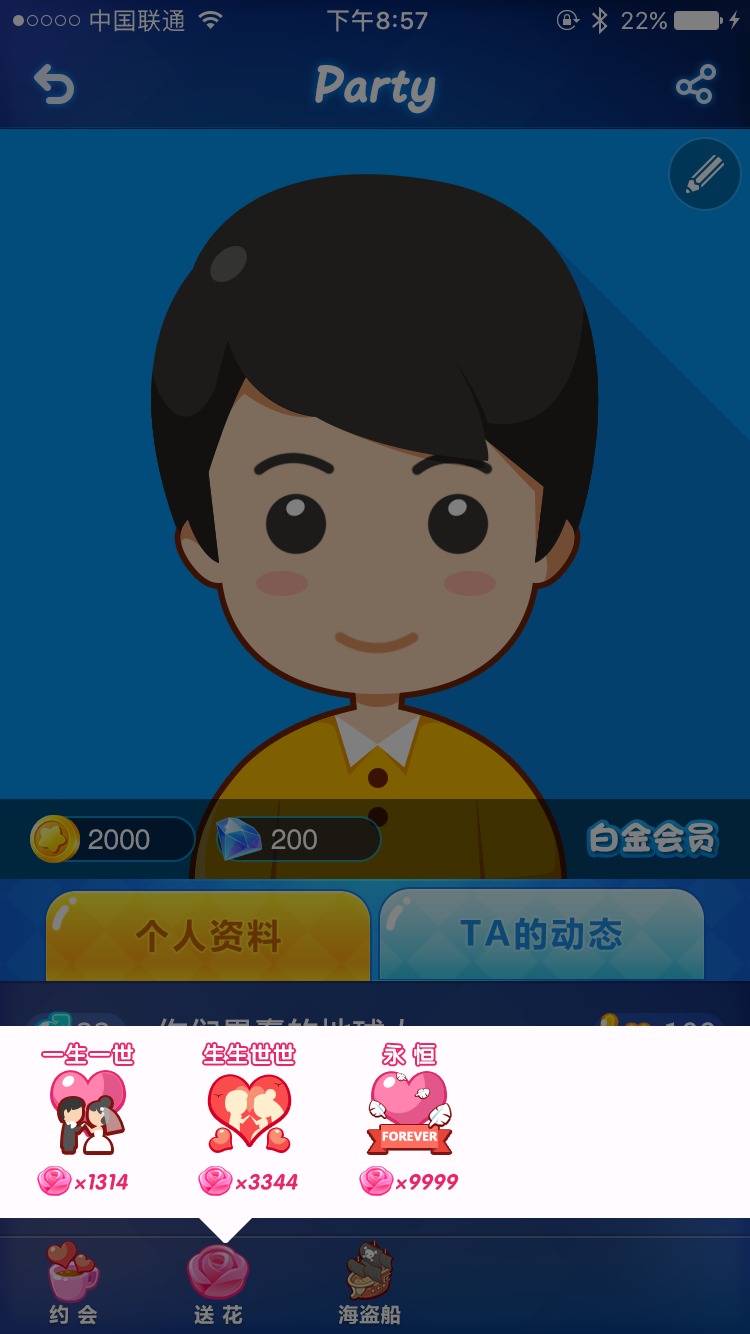 中国联通 下午8:57 22%
Party
2000 200 白金会员
个人资料 TA的动态
一生一世 生生世世 永恒
FOREVER
×1314 ×3344 ×9999
约会 送花 海盗船